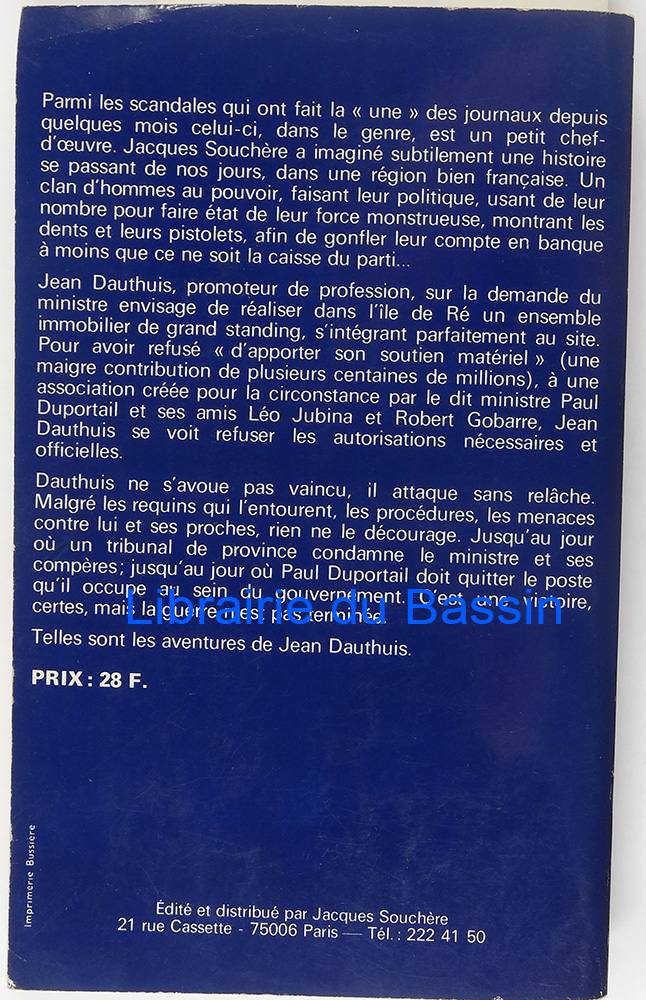 Parmi les scandales qui ont fait la « une » des journaux depuis
quelques mois celui-ci, dans le genre, est un petit chef-
d'œuvre. Jacques Souchère a imaginé subtilement une histoire
se passant de nos jours, dans une région bien française. Un
clan d'hommes au pouvoir, faisant leur politique, usant de leur
nombre pour faire état de leur force monstrueuse, montrant les
dents et leurs pistolets, afin de gonfler leur compte en banque
à moins que ce ne soit la caisse du parti...
Jean Dauthuis, promoteur de profession, sur la demande du
ministre envisage de réaliser dans l'île de Ré un ensemble
immobilier de grand standing, s'intégrant parfaitement au site.
Pour avoir refusé « d'apporter son soutien matériel » (une
maigre contribution de plusieurs centaines de millions), à une
association créée pour la circonstance par le dit ministre Paul
Duportail et ses amis Léo Jubina et Robert Gobarre, Jean
Dauthuis se voit refuser les autorisations nécessaires et
officielles.
Dauthuis ne s'avoue pas vaincu, il attaque sans relâche.
Malgré les requins qui l'entourent, les procédures, les menaces
contre lui et ses proches, rien ne le décourage. Jusqu'au jour
où un tribunal de province condamne le ministre et ses
compères; jusqu'au jour où Paul Duportail doit quitter le poste
qu'il occupe au sein du gouvernement. C'est une victoire,
certes, mais la guerre n'est pas terminée.
Librairie du Bassin
Telles sont les aventures de Jean Dauthuis.
PRIX : 28 F.
Imprimerie Bussière
Édité et distribué par Jacques Souchère
21 rue Cassette - 75006 Paris — Tél. : 222 41 50